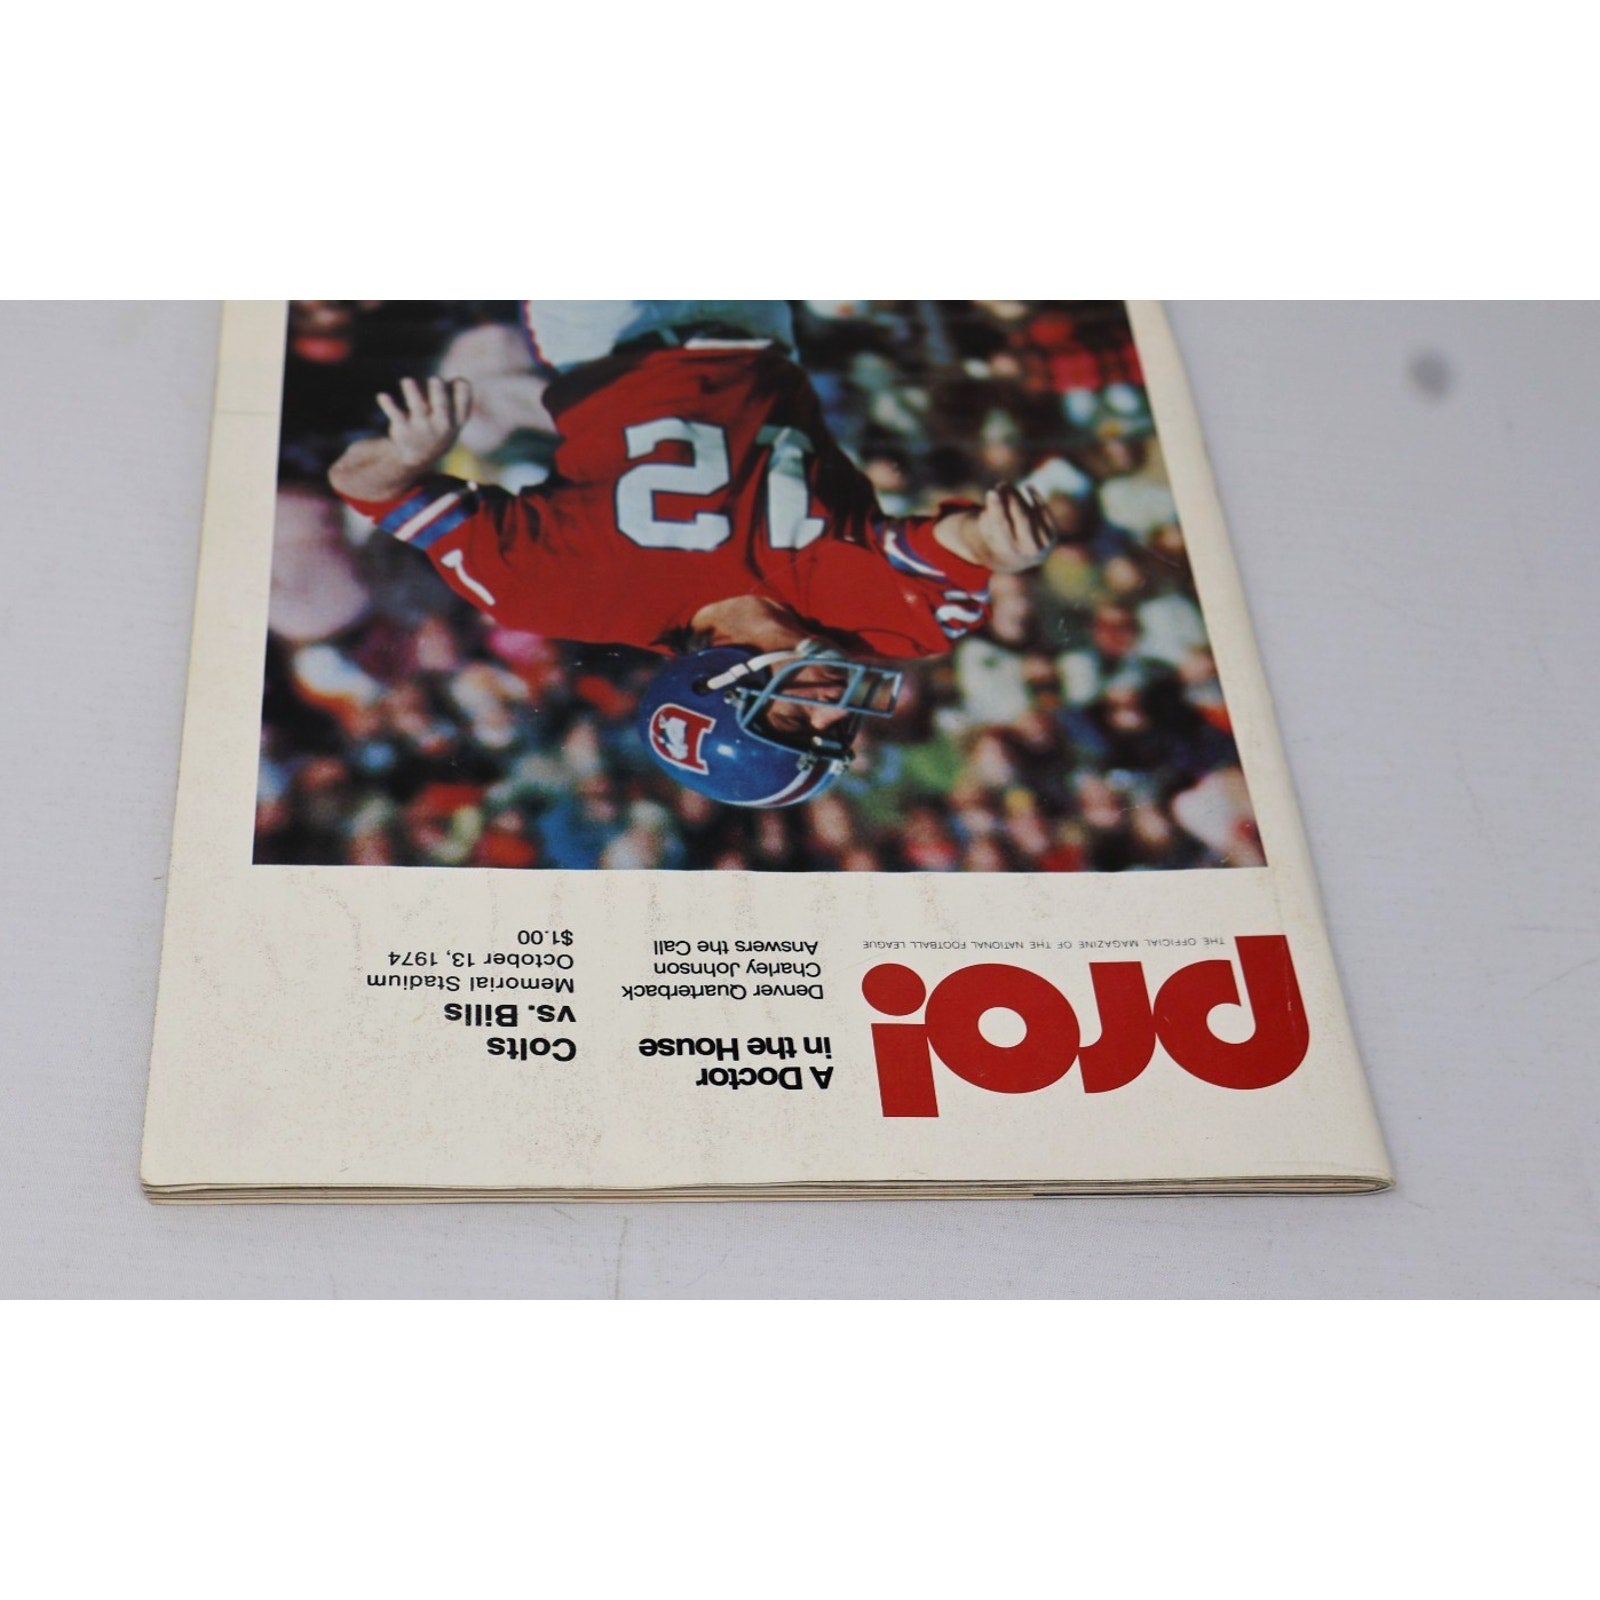 pro!
THE OFFICIAL MAGAZINE OF THE NATIONAL FOOTBALL LEAGUE
A Doctor
in the House
Denver Quarterback
Charley Johnson
Answers the Call
Colts
vs. Bills
Memorial Stadium
October 13, 1974
$1.00
12
D